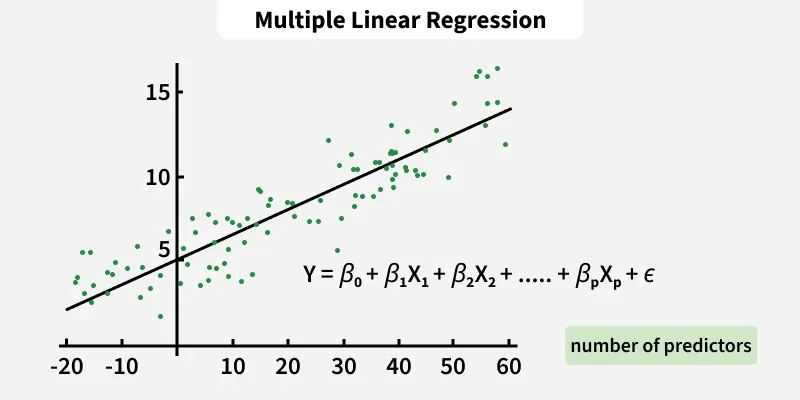 Multiple Linear Regression
15
10
5
Y = β₀ + β₁X₁ + β₂X₂ + ..... + βₚXₚ + ϵ
number of predictors
-20 -10 10 20 30 40 50 60